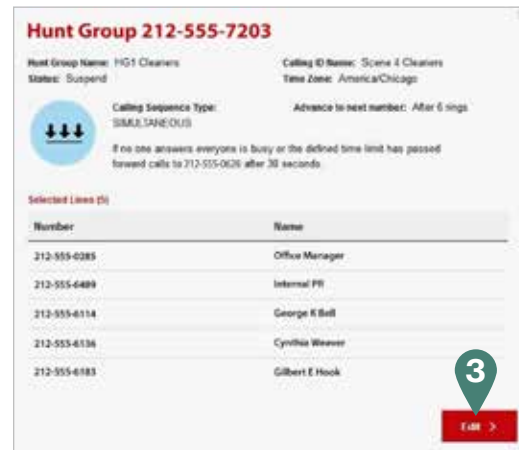 Hunt Group 212-555-7203
Hunt Group Name: HG1 Cleaners
Calling ID Name: Scene 4 Cleaners
Status: Suspend
Time Zone: America/Chicago
Calling Sequence Type:
SIMULTANEOUS
Advance to next number: After 6 rings
If no one answers everyone is busy or the defined time limit has passed
forward calls to 212-555-0626 after 30 seconds.
Selected Lines (5)
Number Name
212-555-0285 Office Manager
212-555-6489 Internal PR
212-555-6114 George K Bell
212-555-6136 Cynthia Weaver
212-555-6183 Gilbert E Hook
3
Edit >